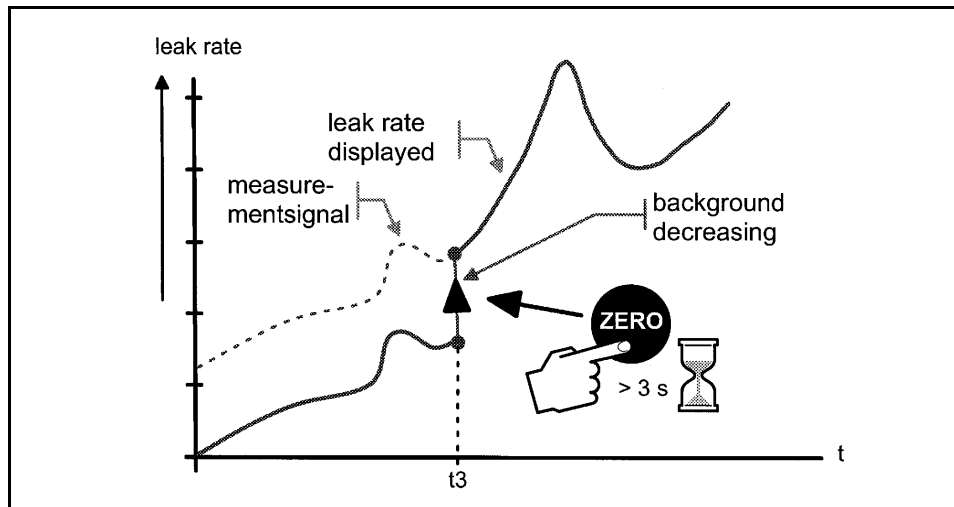 leak rate
leak rate
displayed
measure-
mentsignal
background
decreasing
ZERO
> 3 s
t
t3